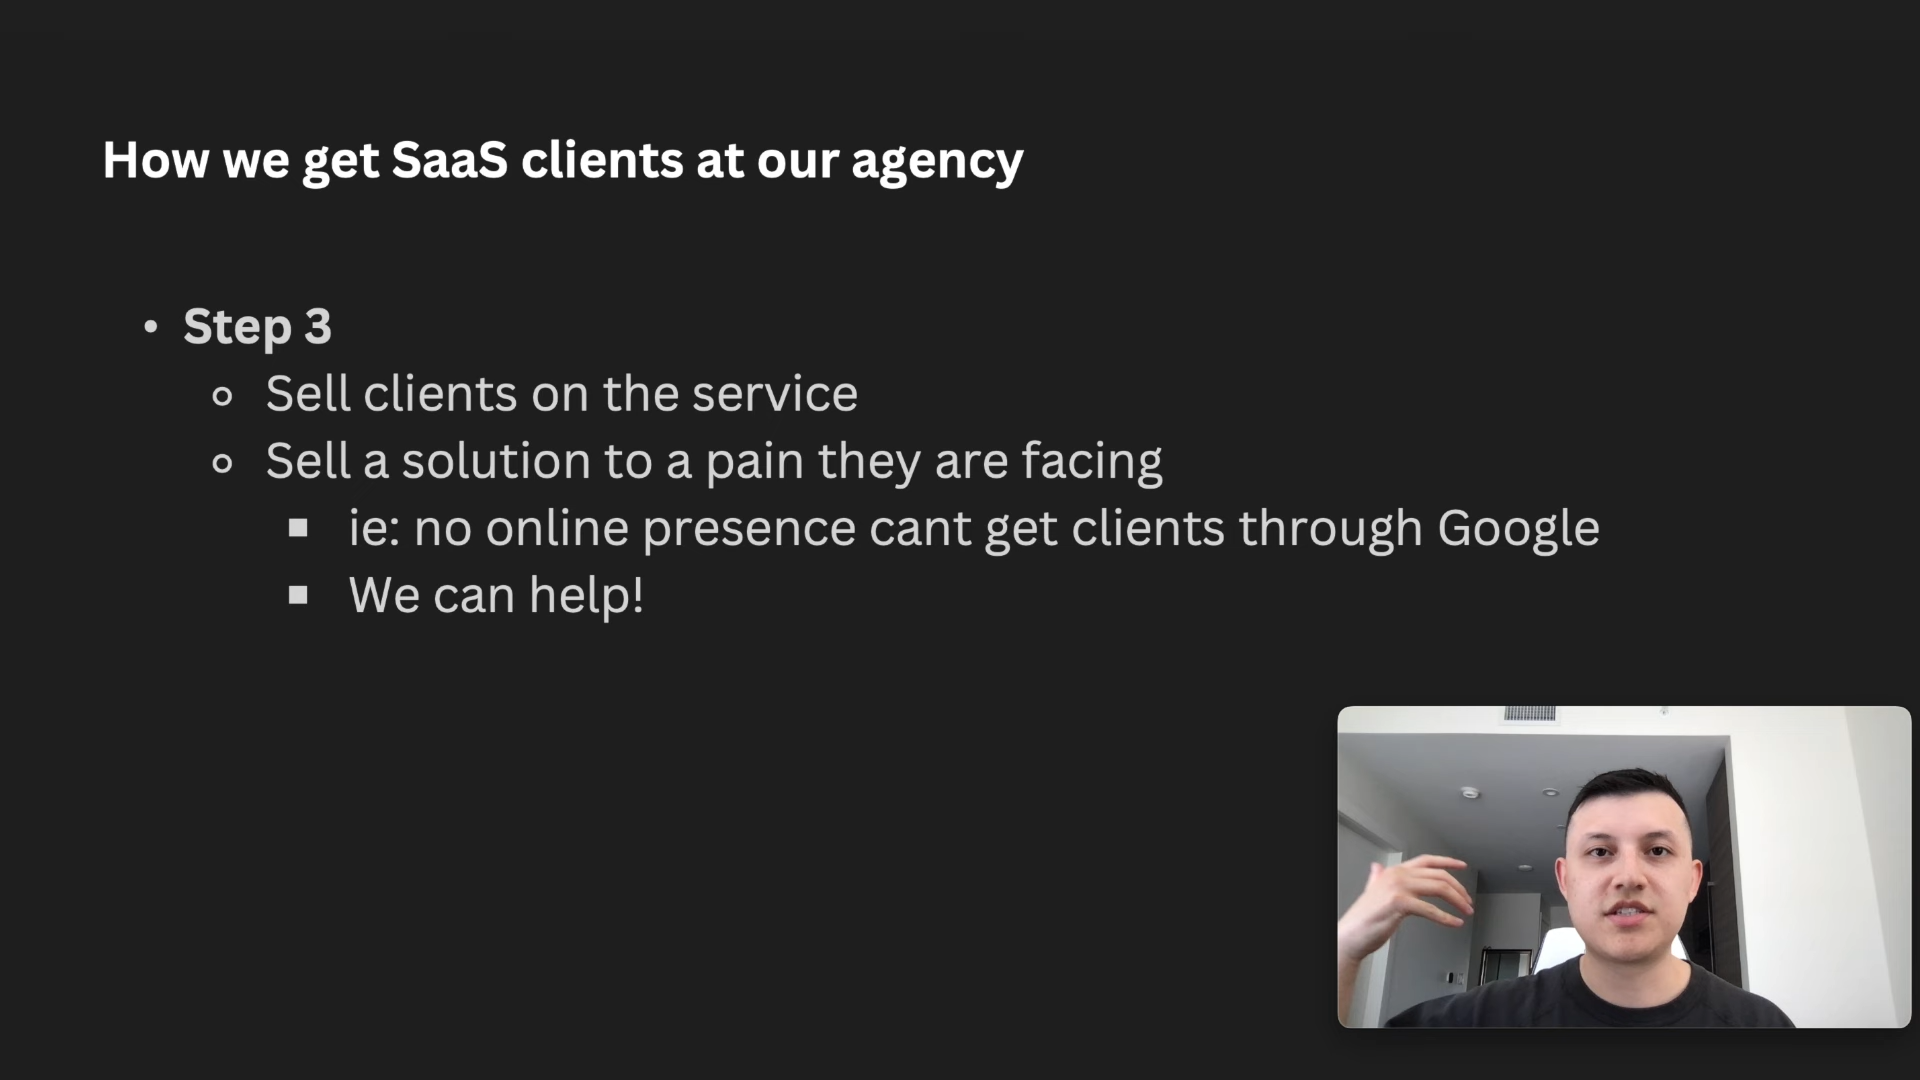 How we get SaaS clients at our agency
• Step 3
Sell clients on the service
Sell a solution to a pain they are facing
ie: no online presence cant get clients through Google
We can help!